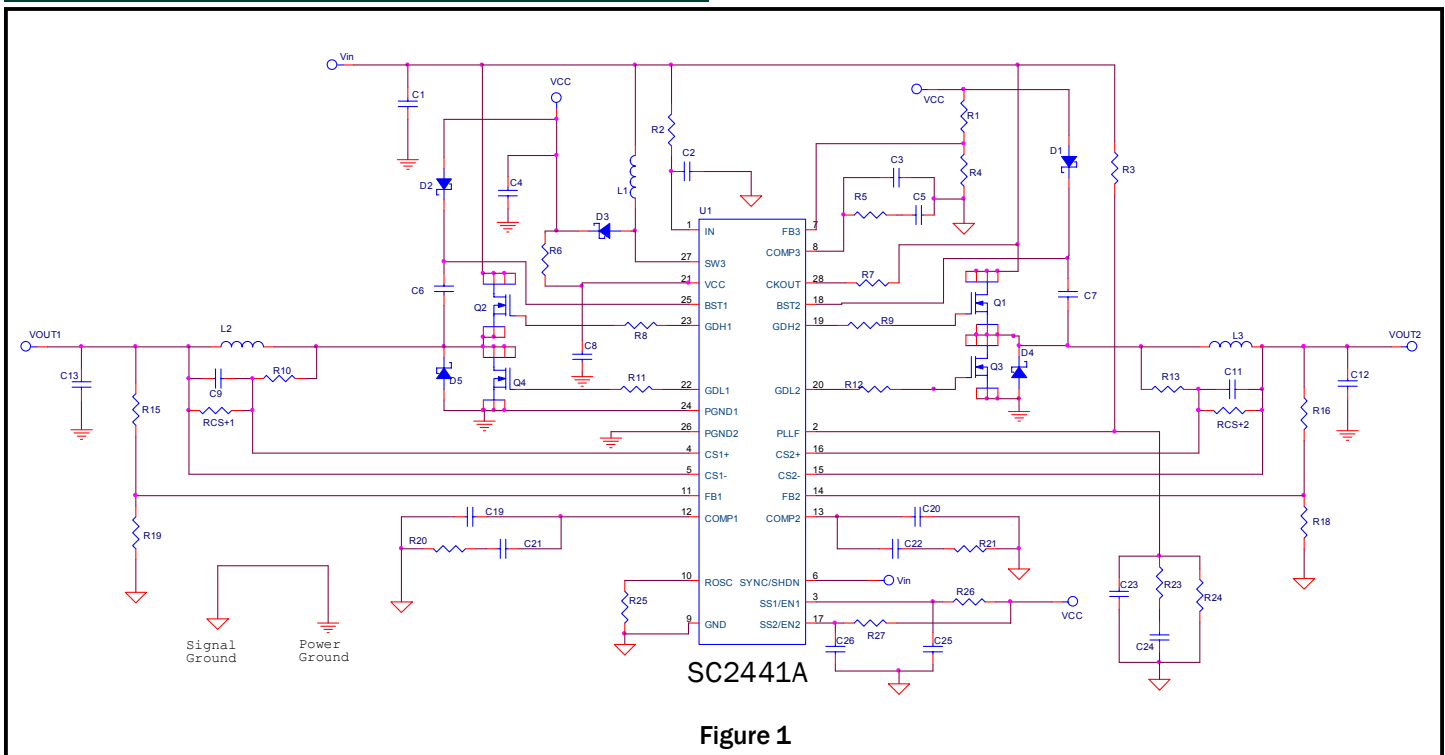 Vin
C1
VCC
VCC
R1
R2
C2
D1
R3
C3
D2
C4
L1
R5
C5
R4
U1
D3
1
IN
FB3
7
R6
COMP3
8
27
SW3
21
VCC
CKOUT
28
R7
C6
Q2
25
BST1
BST2
18
C7
Q1
23
GDH1
GDH2
19
R9
R8
VOUT1
L2
C8
L3
VOUT2
D4
C13
R10
D5
Q4
R11
22
GDL1
GDL2
20
R12
Q3
R13
C11
C12
C9
R15
RCS+1
24
PGND1
RCS+2
R16
26
PGND2
PLLF
2
4
CS1+
CS2+
16
5
CS1-
CS2-
15
11
FB1
FB2
14
C19
12
COMP1
COMP2
13
C20
R19
R20
C21
C22
R21
R18
10
ROSC
SYNC/SHDN
6
Vin
C23
R23
R24
R25
SS1/EN1
3
R26
VCC
9
GND
SS2/EN2
17
R27
C26
C25
C24
Signal
Ground
Power
Ground
SC2441A
Figure 1